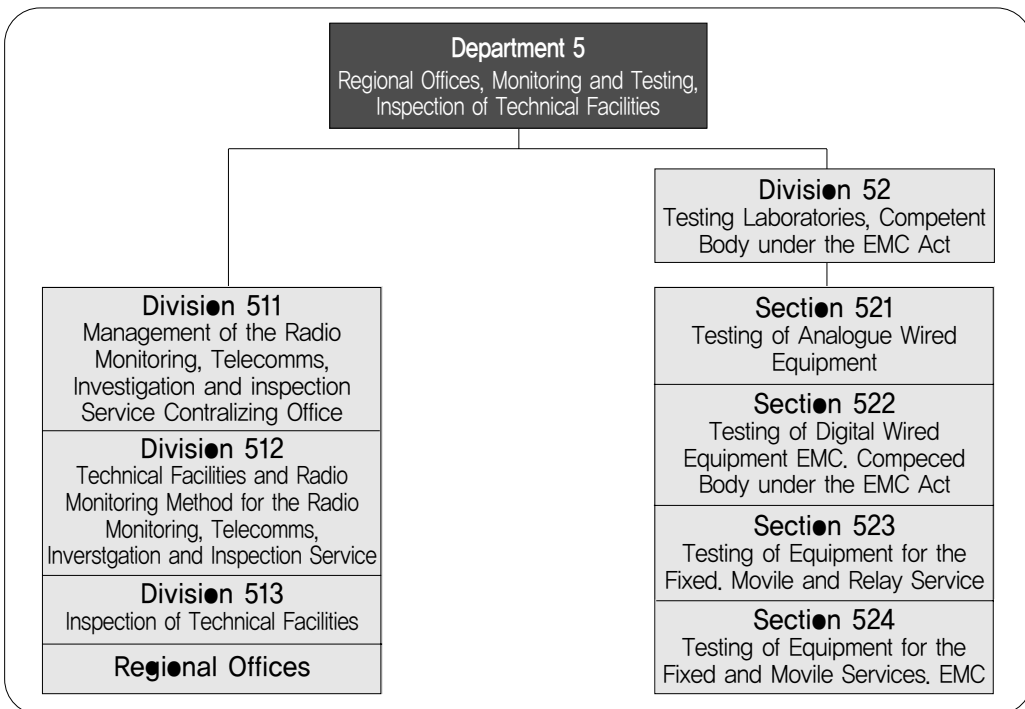 Department 5
Regional Offices, Monitoring and Testing,
Inspection of Technical Facilities
Division 52
Testing Laboratories, Competent
Body under the EMC Act
Division 511
Management of the Radio
Monitoring, Telecomms,
Investigation and inspection
Service Contralizing Office
Division 512
Technical Facilities and Radio
Monitoring Method for the Radio
Monitoring, Telecomms,
Inverstgation and Inspection Service
Division 513
Inspection of Technical Facilities
Regional Offices
Section 521
Testing of Analogue Wired
Equipment
Section 522
Testing of Digital Wired
Equipment EMC. Compeced
Body under the EMC Act
Section 523
Testing of Equipment for the
Fixed. Movile and Relay Service
Section 524
Testing of Equipment for the
Fixed and Movile Services. EMC